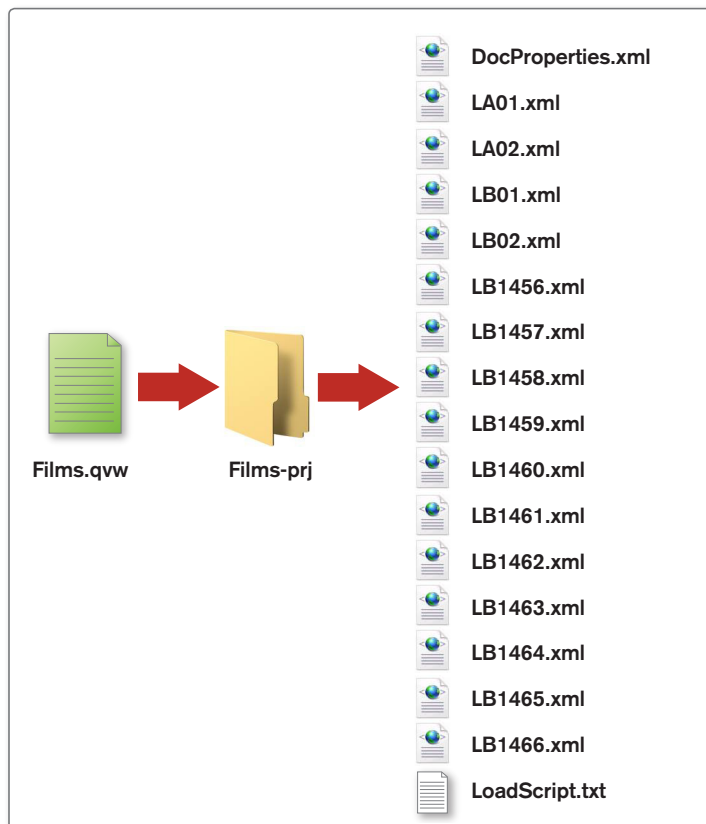 DocProperties.xml
LA01.xml
LA02.xml
LB01.xml
LB02.xml
LB1456.xml
LB1457.xml
LB1458.xml
LB1459.xml
LB1460.xml
LB1461.xml
LB1462.xml
LB1463.xml
LB1464.xml
LB1465.xml
LB1466.xml
LoadScript.txt
Films.qvw
Films-prj